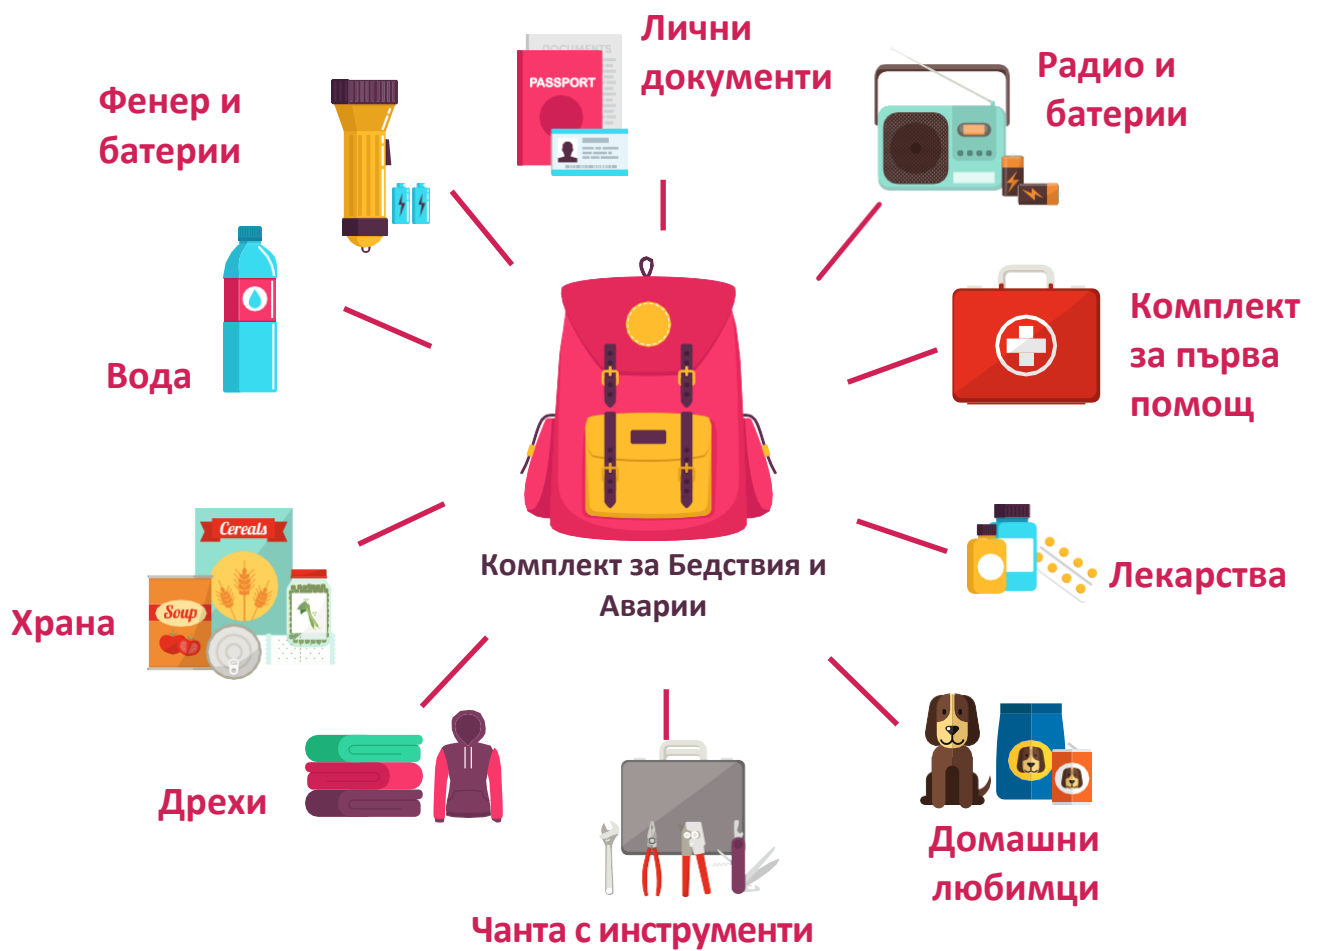 Лични
документи
DOCUMENTS
PASSPORT
Радио и
батерии
Фенер и
батерии
Комплект
за първа
помощ
Вода
Комплект за Бедствия и
Аварии
Cereals
Soup
Храна
Лекарства
Дрехи
Домашни
любимци
Чанта с инструменти